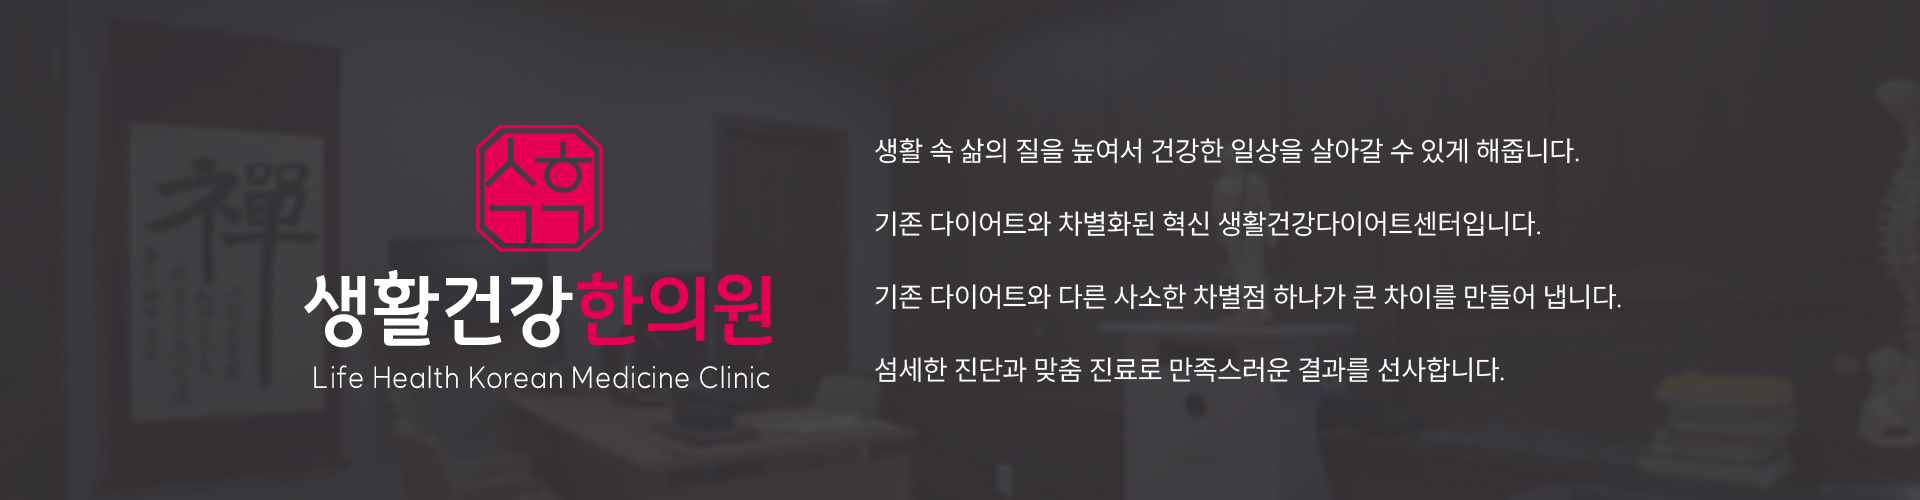 禪
생활건강한의원
Life Health Korean Medicine Clinic
생활 속 삶의 질을 높여서 건강한 일상을 살아갈 수 있게 해줍니다.
기존 다이어트와 차별화된 혁신 생활건강다이어트센터입니다.
기존 다이어트와 다른 사소한 차별점 하나가 큰 차이를 만들어 냅니다.
섬세한 진단과 맞춤 진료로 만족스러운 결과를 선사합니다.